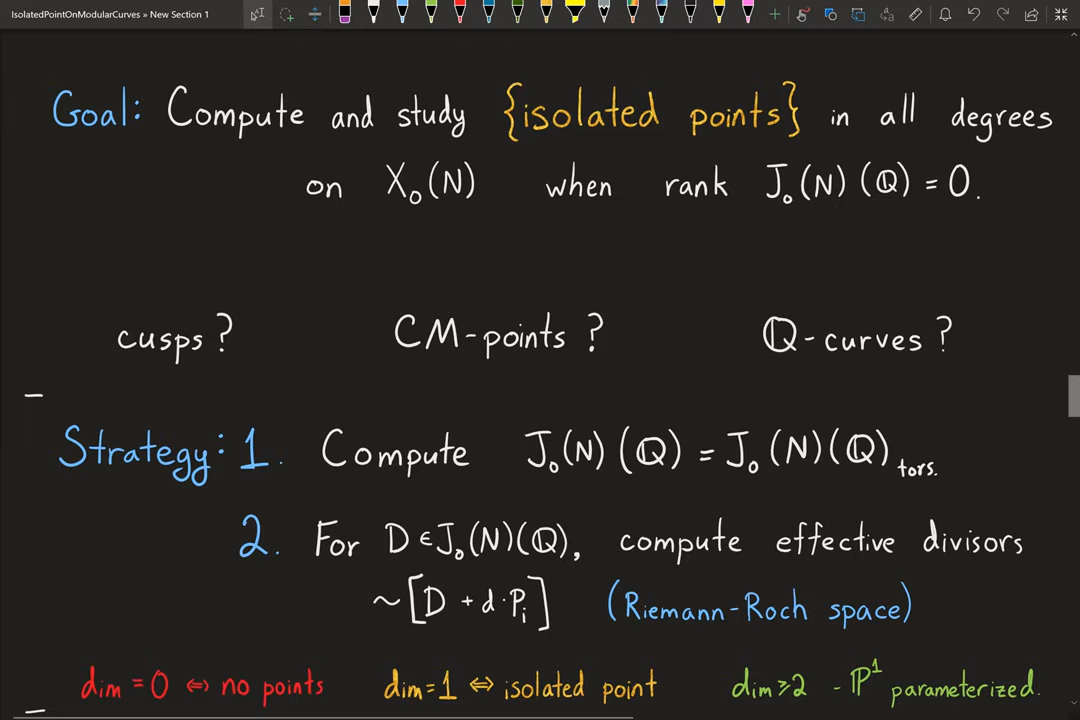 IsolatedPointOnModularCurves » New Section 1
Goal: Compute and study {isolated points} in all degrees
on X₀(N) when rank J₀(N)(ℚ) = 0.
cusps? CM-points? ℚ-curves?
Strategy: 1. Compute J₀(N)(ℚ) = J₀(N)(ℚ)tors.
2. For D ∈ J₀(N)(ℚ), compute effective divisors
~ [D + d·Pᵢ] (Riemann-Roch space)
dim = 0 ⇔ no points dim = 1 ⇔ isolated point dim ≥ 2 - ℙ¹ parameterized.